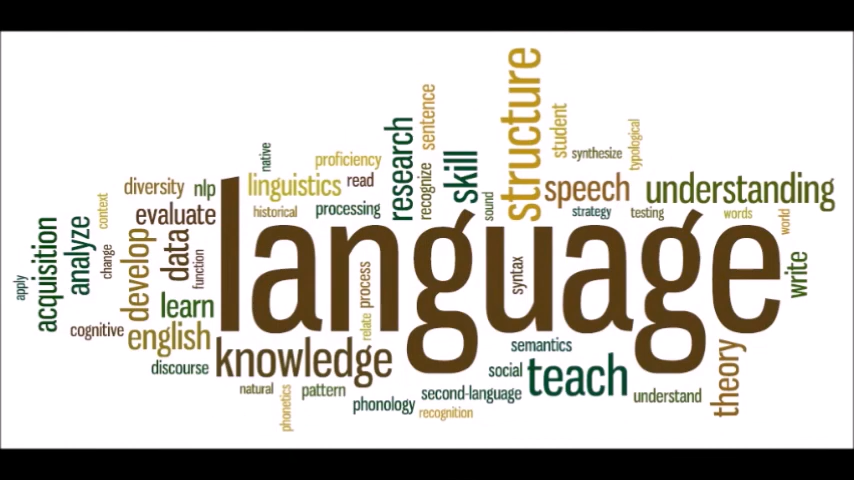 structure
sentence
student
research
native
synthesize
typological
proficiency
skill
recognize
linguistics
read
diversity
nlp
speech
understanding
context
evaluate
historical
processing
sound
strategy
testing
words
world
acquisition
analyze
change
develop
data
function
language
syntax
write
apply
process
learn
relate
cognitive
english
knowledge
semantics
theory
discourse
social
teach
natural
phonetics
pattern
phonology
second-language
recognition
understand